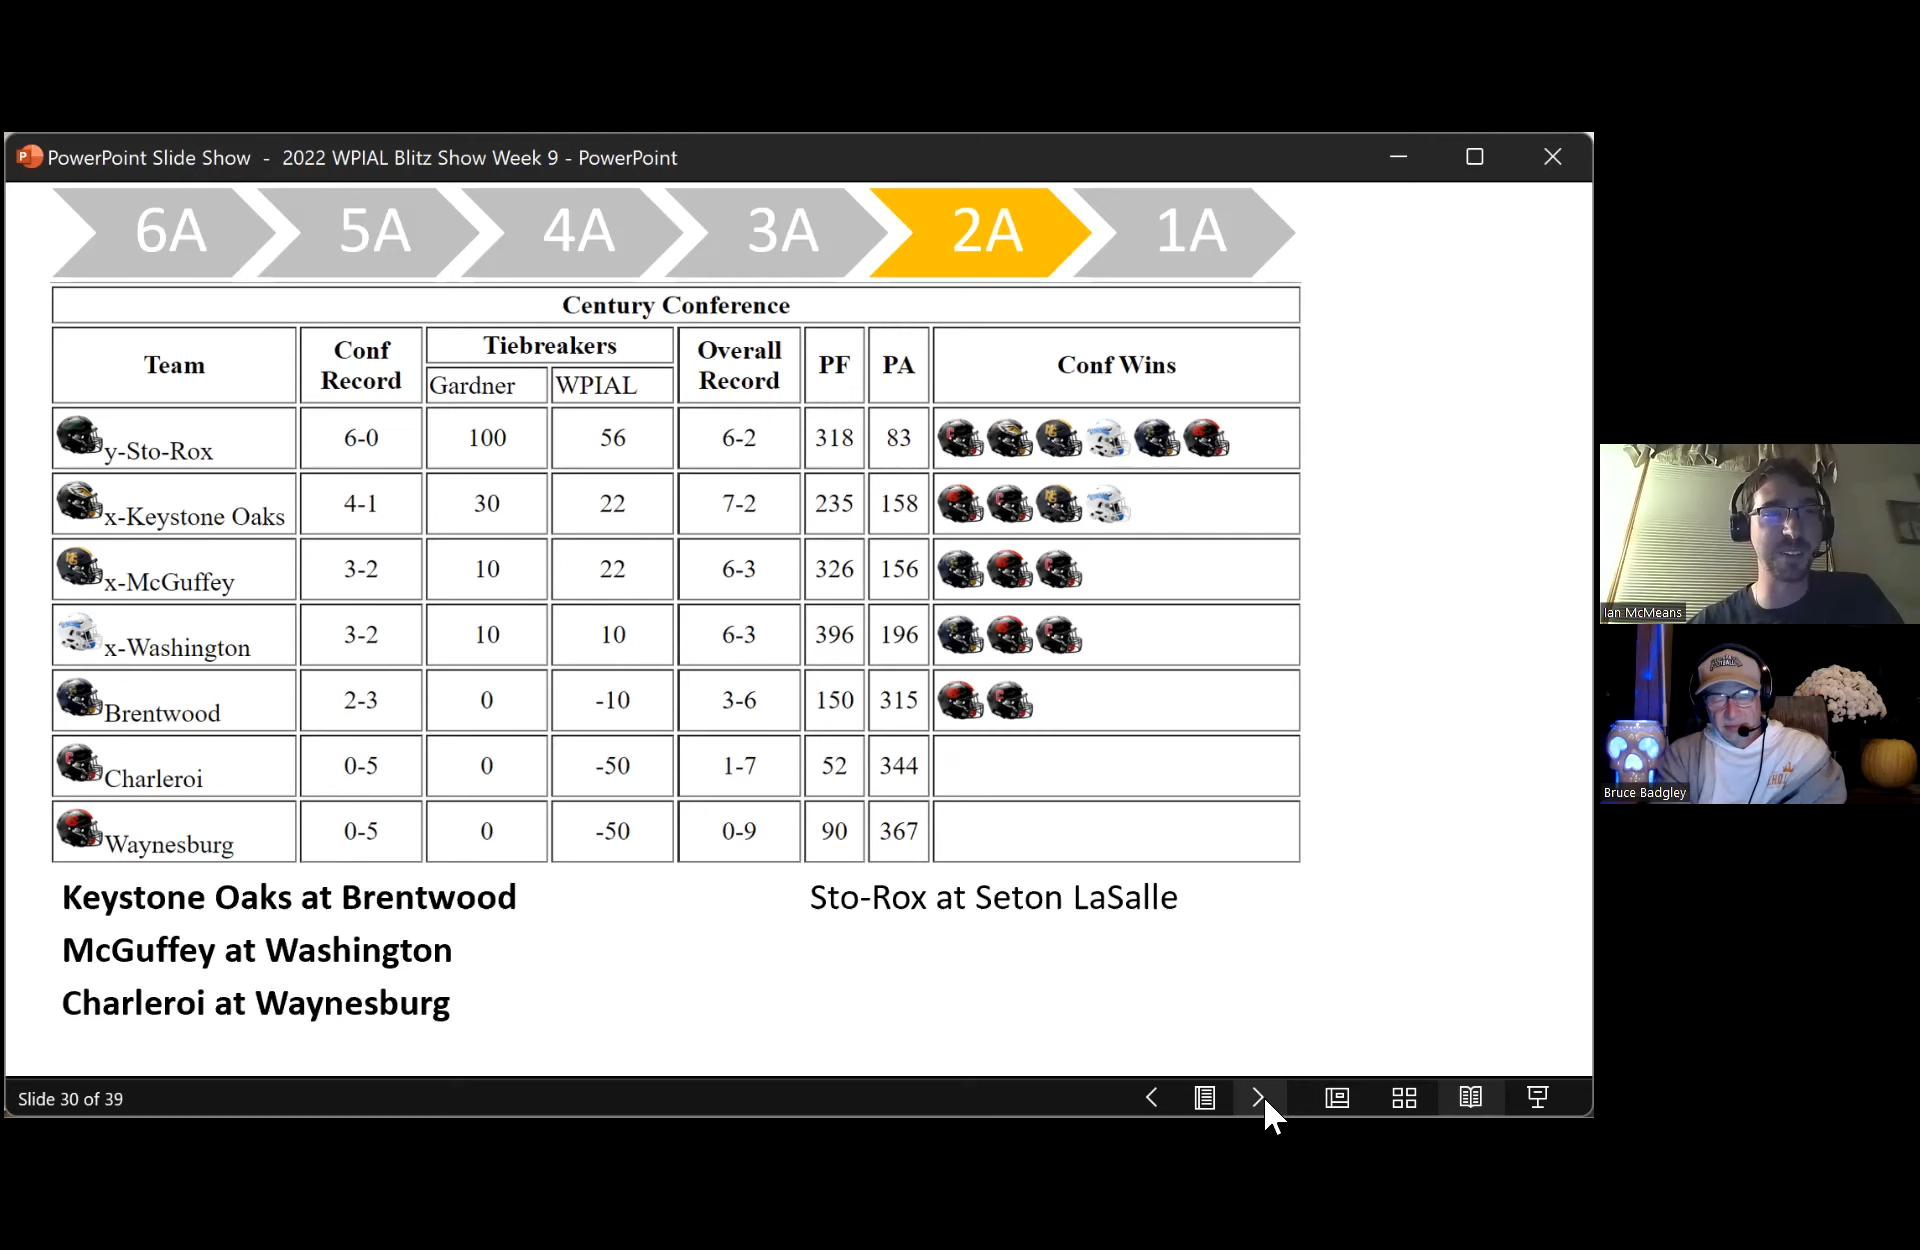 PowerPoint Slide Show - 2022 WPIAL Blitz Show Week 9 - PowerPoint
6A 5A 4A 3A 2A 1A
Century Conference
Team Conf Record Tiebreakers Overall Record PF PA Conf Wins
Gardner WPIAL
y-Sto-Rox 6-0 100 56 6-2 318 83
x-Keystone Oaks 4-1 30 22 7-2 235 158
x-McGuffey 3-2 10 22 6-3 326 156
x-Washington 3-2 10 10 6-3 396 196
Brentwood 2-3 0 -10 3-6 150 315
Charleroi 0-5 0 -50 1-7 52 344
Waynesburg 0-5 0 -50 0-9 90 367
Keystone Oaks at Brentwood
Sto-Rox at Seton LaSalle
McGuffey at Washington
Charleroi at Waynesburg
Slide 30 of 39
Ian McMeans
Bruce Badgley